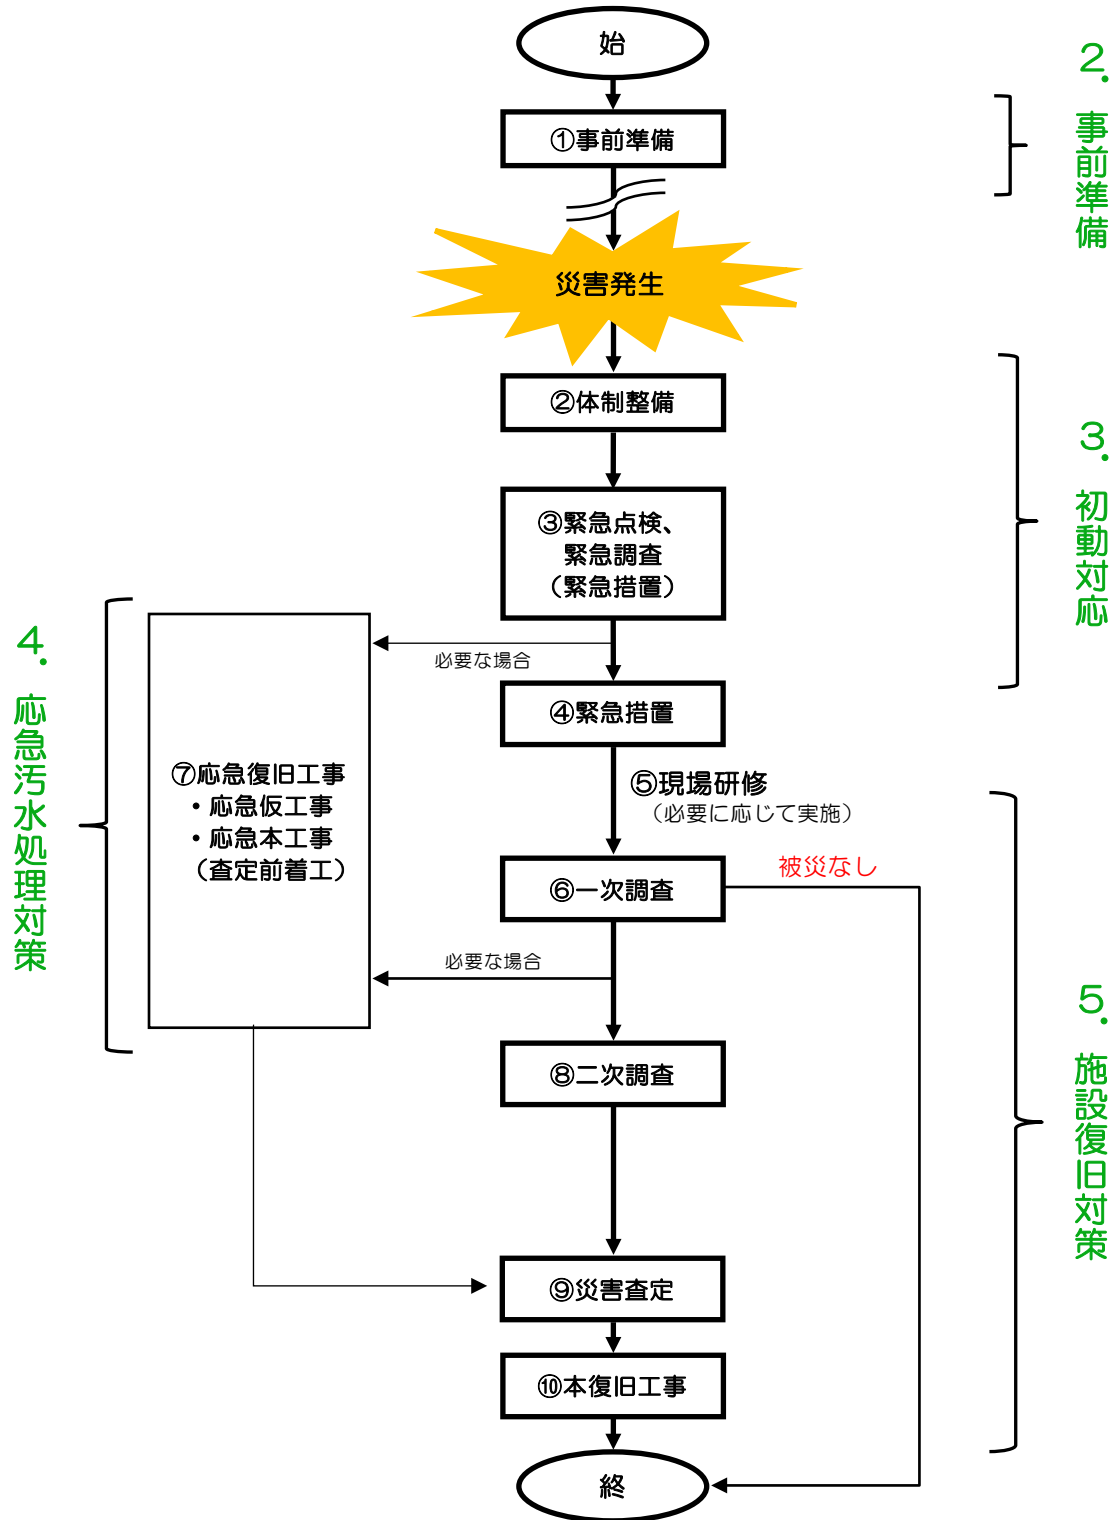 始
2．事前準備
①事前準備
災害発生
②体制整備
3．初動対応
③緊急点検、
緊急調査
（緊急措置）
4．応急汚水処理対策
必要な場合
④緊急措置
⑦応急復旧工事
・応急仮工事
・応急本工事
（査定前着工）
⑤現場研修
（必要に応じて実施）
⑥一次調査
被災なし
必要な場合
5．施設復旧対策
⑧二次調査
⑨災害査定
⑩本復旧工事
終